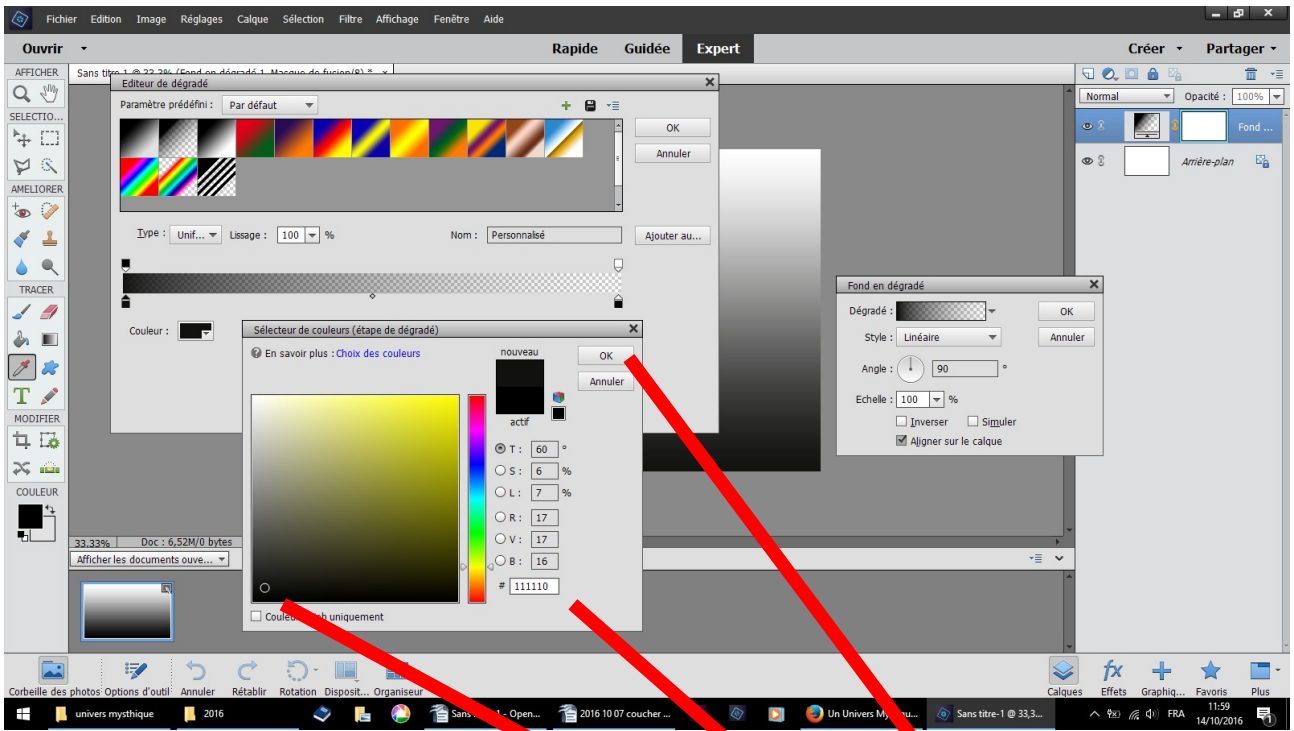 Fichier Edition Image Réglages Calque Sélection Filtre Affichage Fenêtre Aide
Ouvrir Rapide Guidée Expert Créer Partager
AFFICHER
SELECTIO...
AMELIORER
TRACER
MODIFIER
COULEUR
Editeur de dégradé
Paramètre prédéfini : Par défaut
OK
Annuler
Type : Unif... Lissage : 100 % Nom : Personnalisé Ajouter au...
Couleur :
Sélecteur de couleurs (étape de dégradé)
En savoir plus : Choix des couleurs
nouveau
OK
Annuler
actif
T : 60 °
S : 6 %
L : 7 %
R : 17
V : 17
B : 16
# 111110
uniquement
Fond en dégradé
Dégradé : OK
Style : Linéaire Annuler
Angle : 90 °
Echelle : 100 %
Inverser Simuler
Aligner sur le calque
Normal Opacité : 100%
Fond ...
Arrière-plan
33.33% Doc : 6,52M/0 bytes
Afficher les documents ouve...
Corbeille des photos Options d'outil Annuler Rétablir Rotation Disposit... Organiseur Calques Effets Graphiq... Favoris Plus
univers mysthique 2016 2016 10 07 coucher ... Sans titre-1 @ 33,3... FRA 11:59
14/10/2016